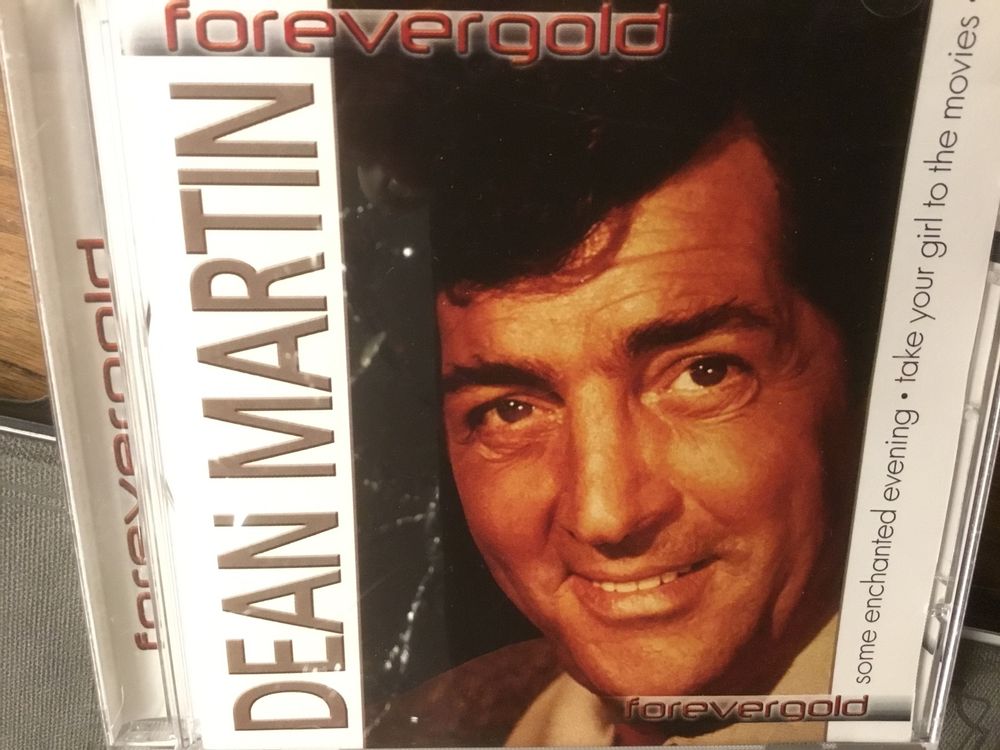 forevergold
DEAN MARTIN
some enchanted evening • take your girl to the movies •
forevergold
forevergold